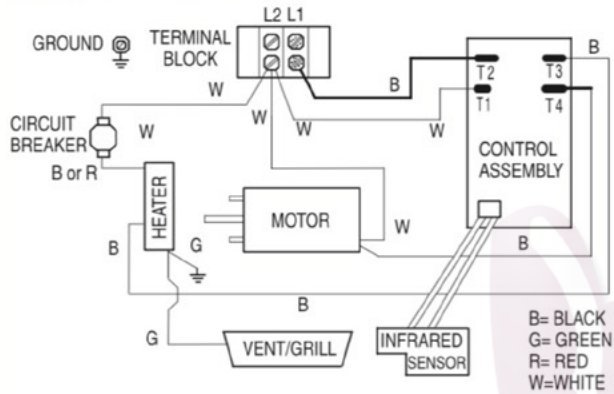 L2 L1
GROUND
TERMINAL
BLOCK
B
T2
T3
B
W
T1
T4
W
W
W
W
CIRCUIT
BREAKER
W
B or R
CONTROL
ASSEMBLY
HEATER
MOTOR
G
W
B
B
B
G
VENT/GRILL
INFRARED
SENSOR
B= BLACK
G= GREEN
R= RED
W=WHITE